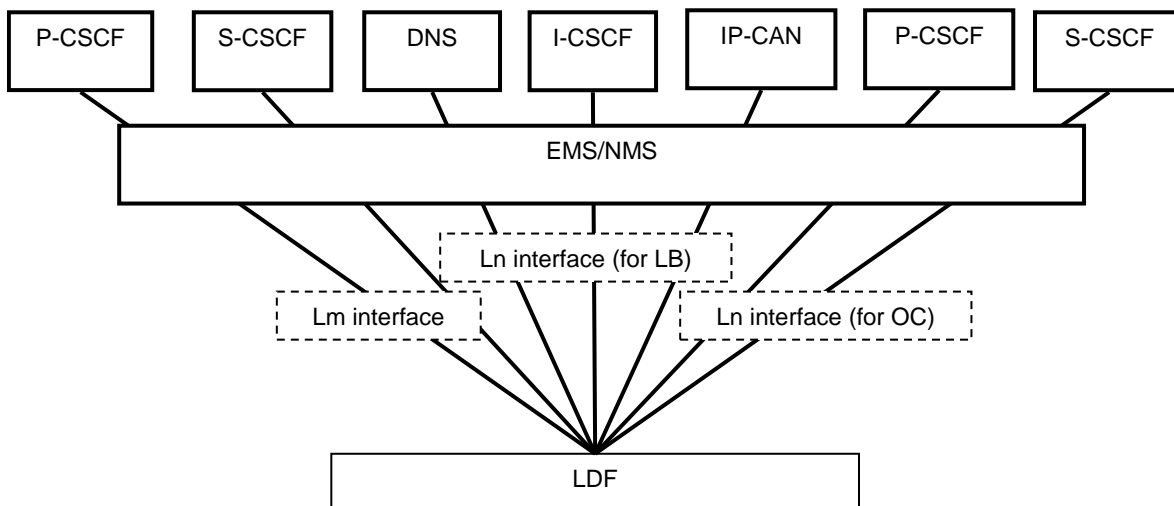 P-CSCF
S-CSCF
DNS
I-CSCF
IP-CAN
P-CSCF
S-CSCF
EMS/NMS
Ln interface (for LB)
Lm interface
Ln interface (for OC)
LDF